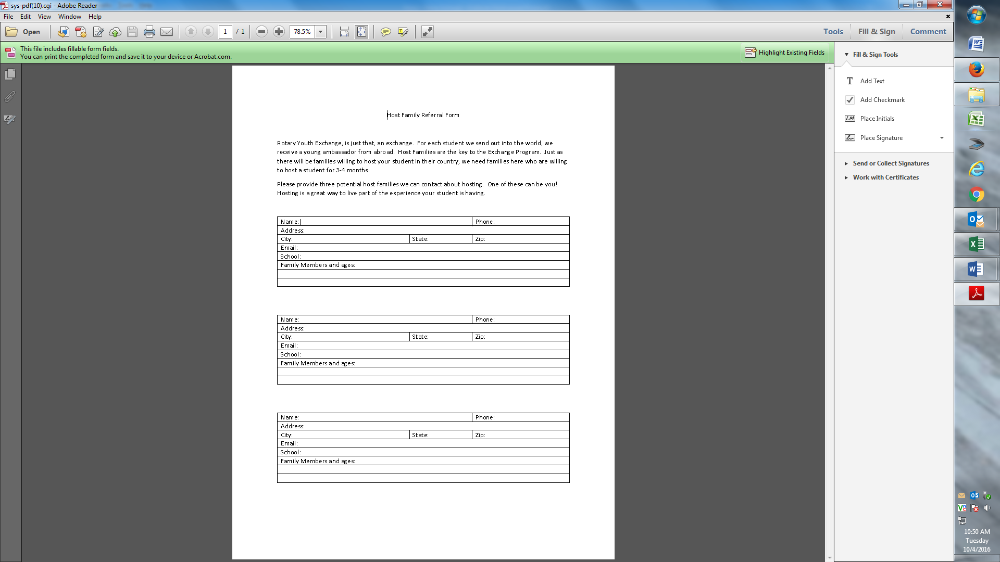 sys-pdf(10).cgi - Adobe Reader
File Edit View Window Help
Open 1 / 1 78.5% Tools Fill & Sign Comment
This file includes fillable form fields.
You can print the completed form and save it to your device or Acrobat.com.
Highlight Existing Fields
Host Family Referral Form
Rotary Youth Exchange, is just that, an exchange. For each student we send out into the world, we
receive a young ambassador from abroad. Host Families are the key to the Exchange Program. Just as
there will be families willing to host your student in their country, we need families here who are willing
to host a student for 3-4 months.
Please provide three potential host families we can contact about hosting. One of these can be you!
Hosting is a great way to live part of the experience your student is having.
Name: Phone:
Address:
City: State: Zip:
Email:
School:
Family Members and ages:
Name: Phone:
Address:
City: State: Zip:
Email:
School:
Family Members and ages:
Name: Phone:
Address:
City: State: Zip:
Email:
School:
Family Members and ages:
Fill & Sign Tools
T Add Text
Add Checkmark
LM Place Initials
Place Signature
Send or Collect Signatures
Work with Certificates
10:50 AM
Tuesday
10/4/2016